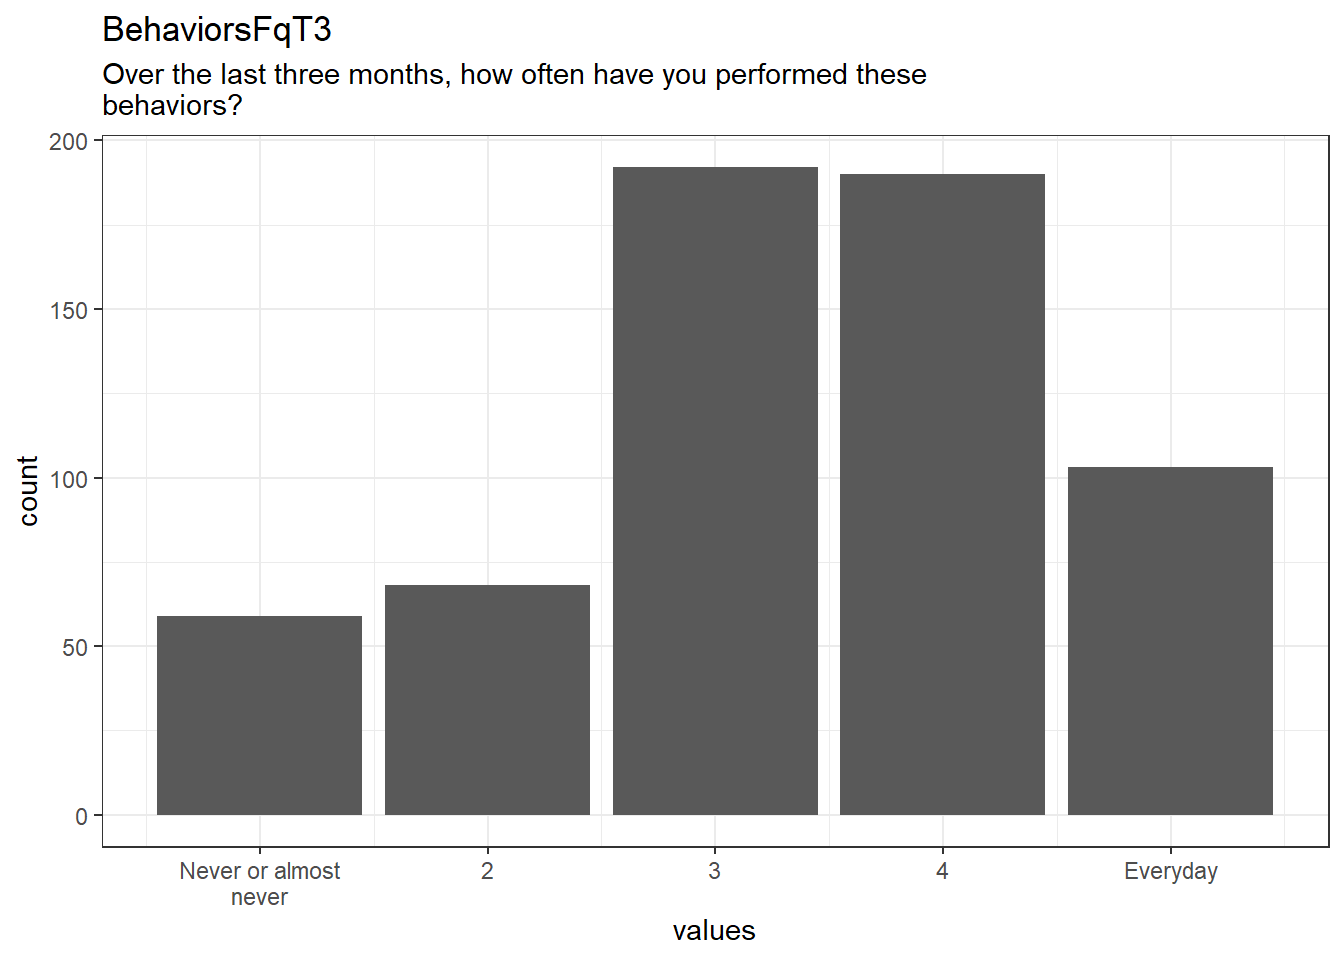 BehaviorsFqT3
Over the last three months, how often have you performed these
behaviors?
200
150
100
50
0
count
Never or almost
never
2
3
4
Everyday
values